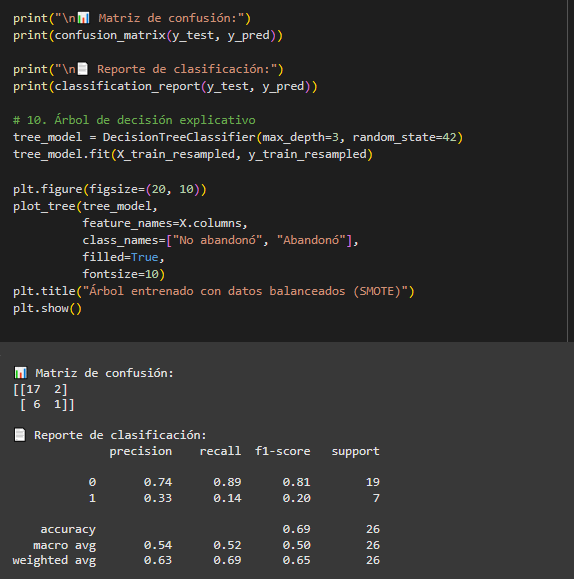 print("\n📊 Matriz de confusión:")
print(confusion_matrix(y_test, y_pred))
print("\n📄 Reporte de clasificación:")
print(classification_report(y_test, y_pred))
# 10. Árbol de decisión explicativo
tree_model = DecisionTreeClassifier(max_depth=3, random_state=42)
tree_model.fit(X_train_resampled, y_train_resampled)
plt.figure(figsize=(20, 10))
plot_tree(tree_model,
          feature_names=X.columns,
          class_names=["No abandonó", "Abandonó"],
          filled=True,
          fontsize=10)
plt.title("Árbol entrenado con datos balanceados (SMOTE)")
plt.show()
📊 Matriz de confusión:
[[17  2]
 [ 6  1]]
📄 Reporte de clasificación:
              precision    recall  f1-score   support
           0       0.74      0.89      0.81        19
           1       0.33      0.14      0.20         7
    accuracy                           0.69        26
   macro avg       0.54      0.52      0.50        26
weighted avg       0.63      0.69      0.65        26